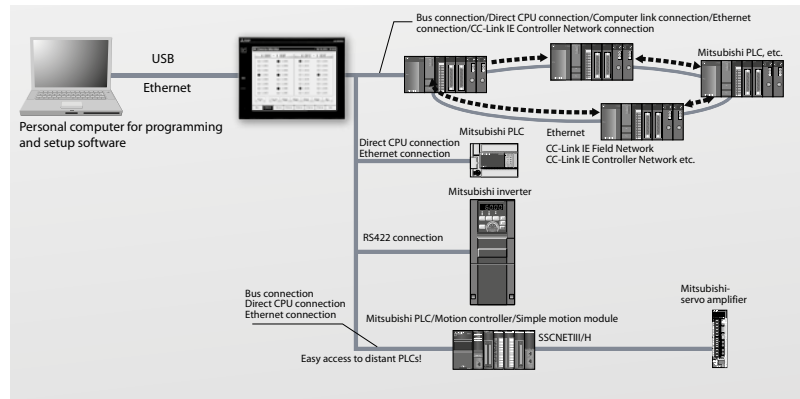 Bus connection/Direct CPU connection/Computer link connection/Ethernet
connection/CC-Link IE Controller Network connection
USB
Ethernet
Mitsubishi PLC, etc.
Personal computer for programming
and setup software
Direct CPU connection
Ethernet connection
Mitsubishi PLC
Ethernet
CC-Link IE Field Network
CC-Link IE Controller Network etc.
Mitsubishi inverter
RS422 connection
Bus connection
Direct CPU connection
Ethernet connection
Mitsubishi-
servo amplifier
Mitsubishi PLC/Motion controller/Simple motion module
SSCNETIII/H
Easy access to distant PLCs!